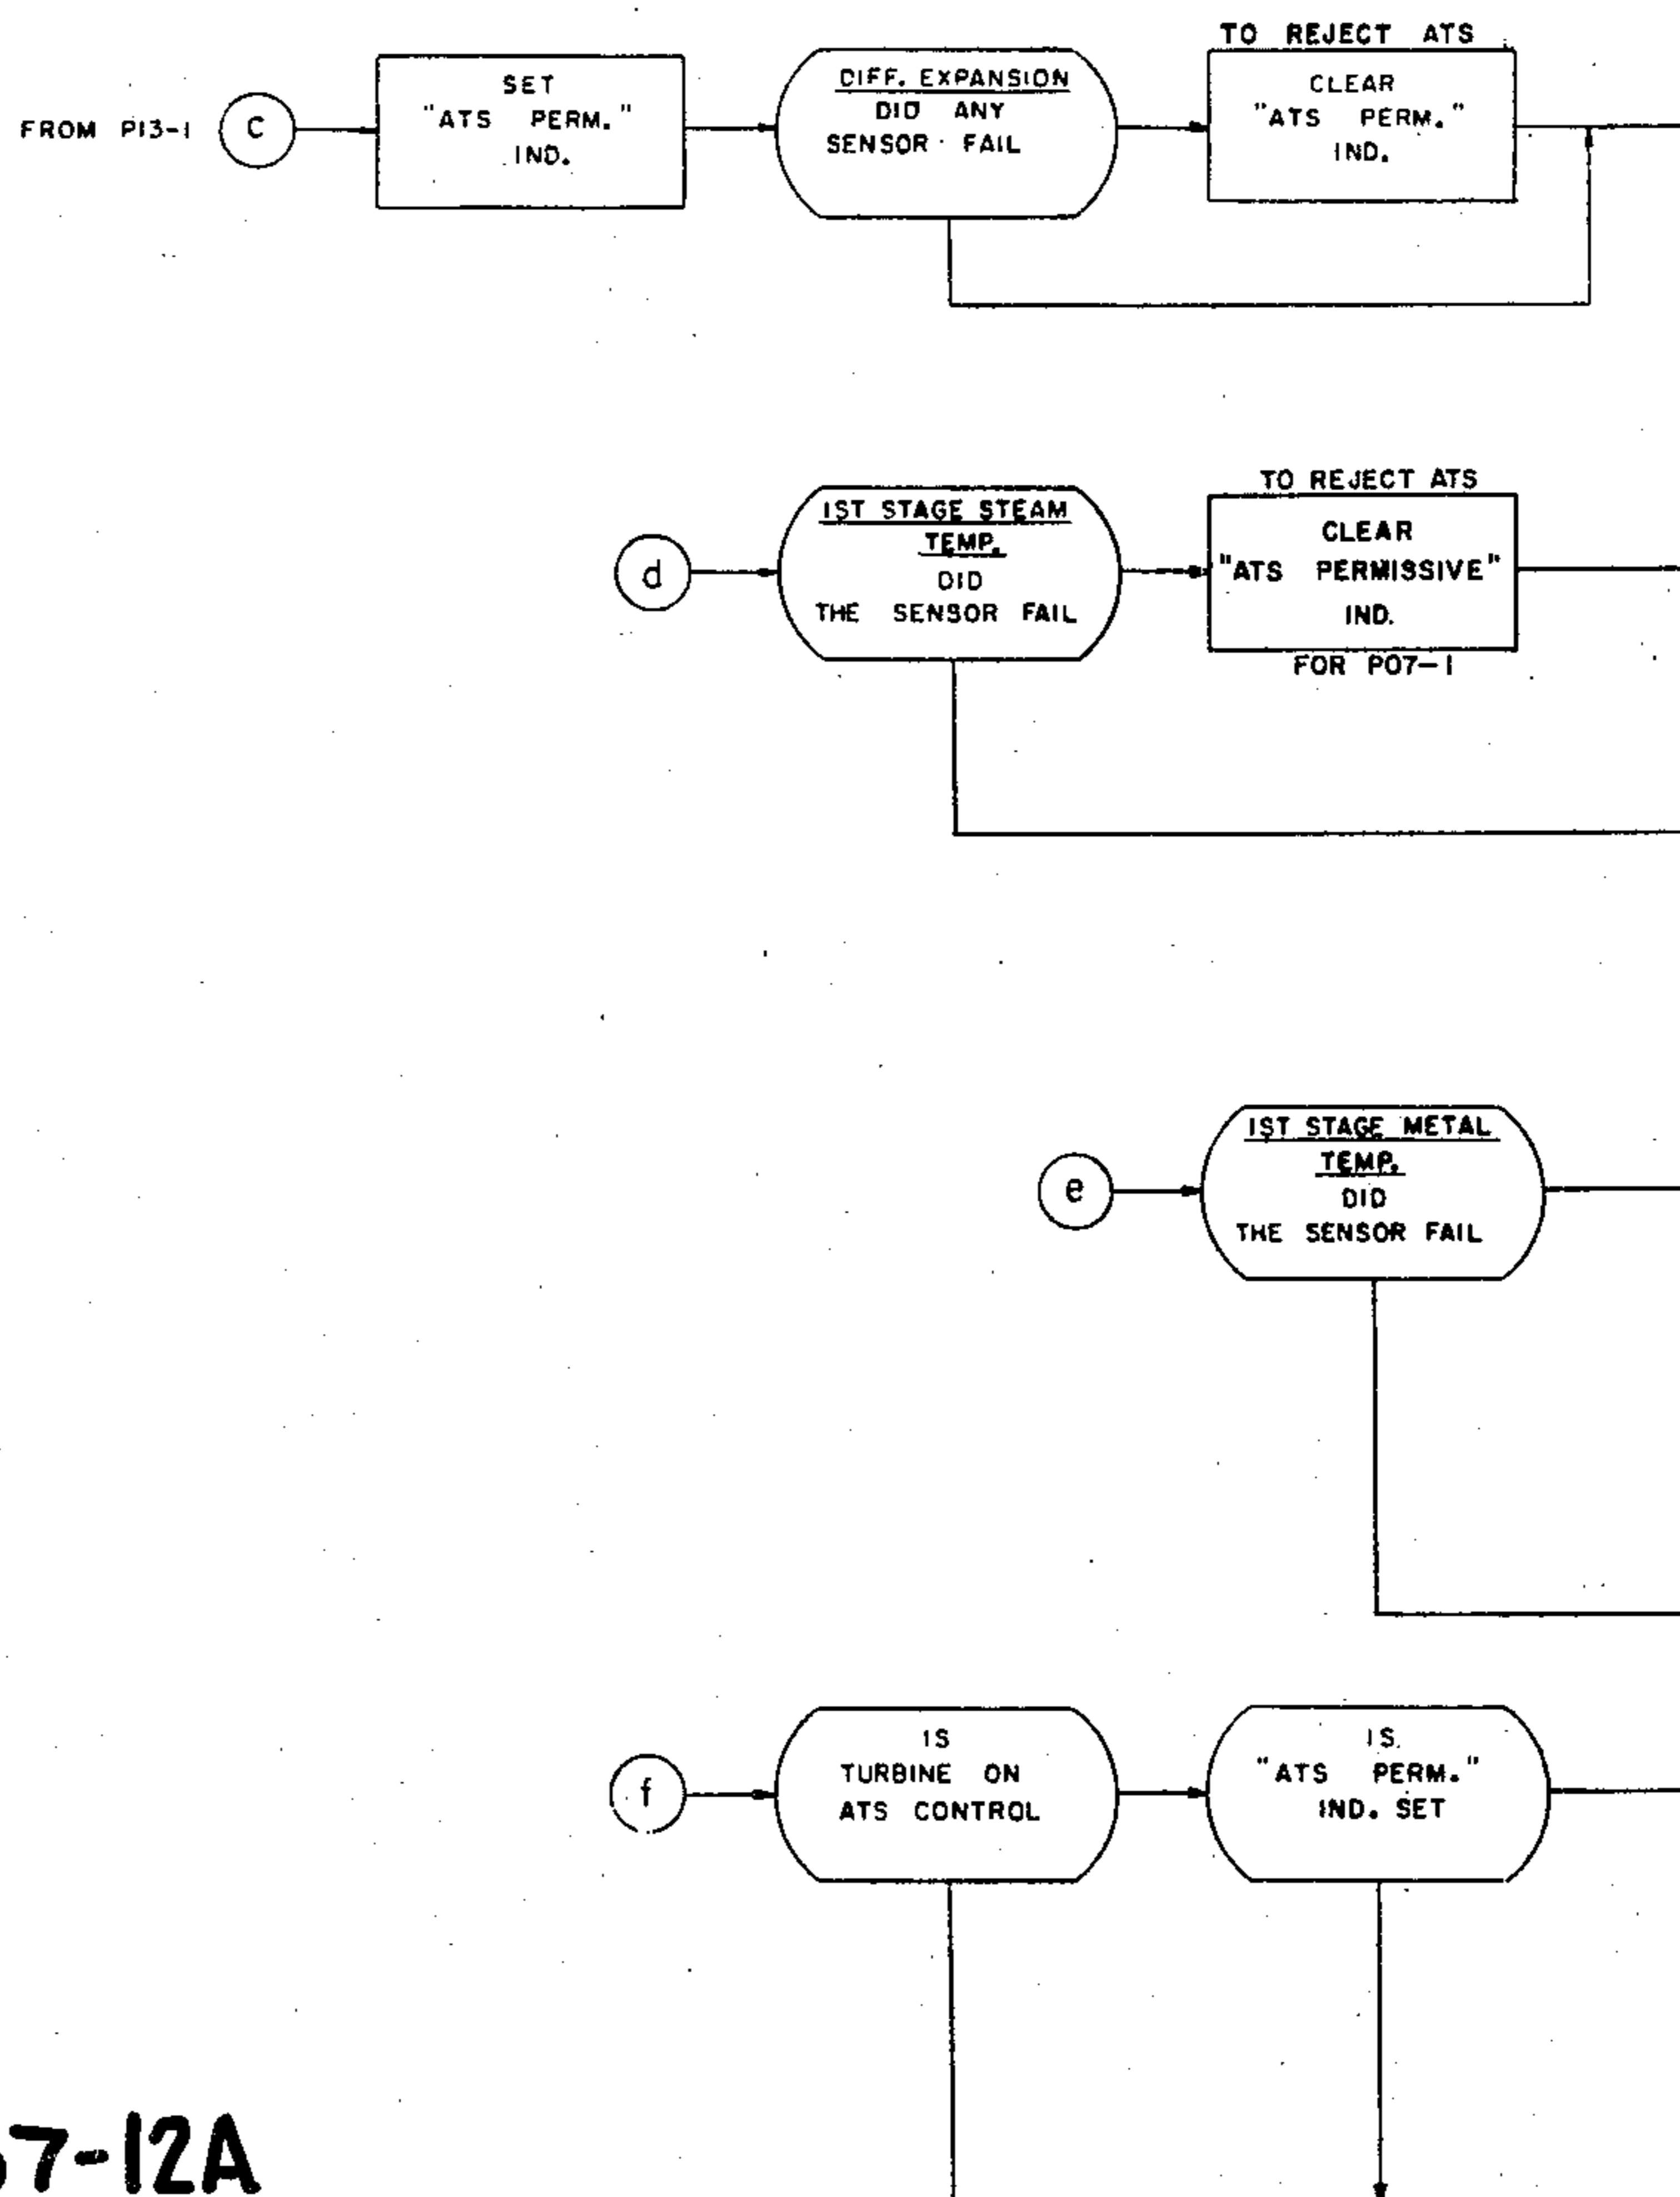 TO REJECT ATS
FROM P13-1
C
SET
"ATS PERM."
IND.
DIFF. EXPANSION
DID ANY
SENSOR FAIL
CLEAR
"ATS PERM."
IND.
TO REJECT ATS
d
1ST STAGE STEAM
TEMP.
DID
THE SENSOR FAIL
CLEAR
"ATS PERMISSIVE"
IND.
FOR P07-1
e
1ST STAGE METAL
TEMP.
DID
THE SENSOR FAIL
f
IS
TURBINE ON
ATS CONTROL
IS
"ATS PERM."
IND. SET
7-12A